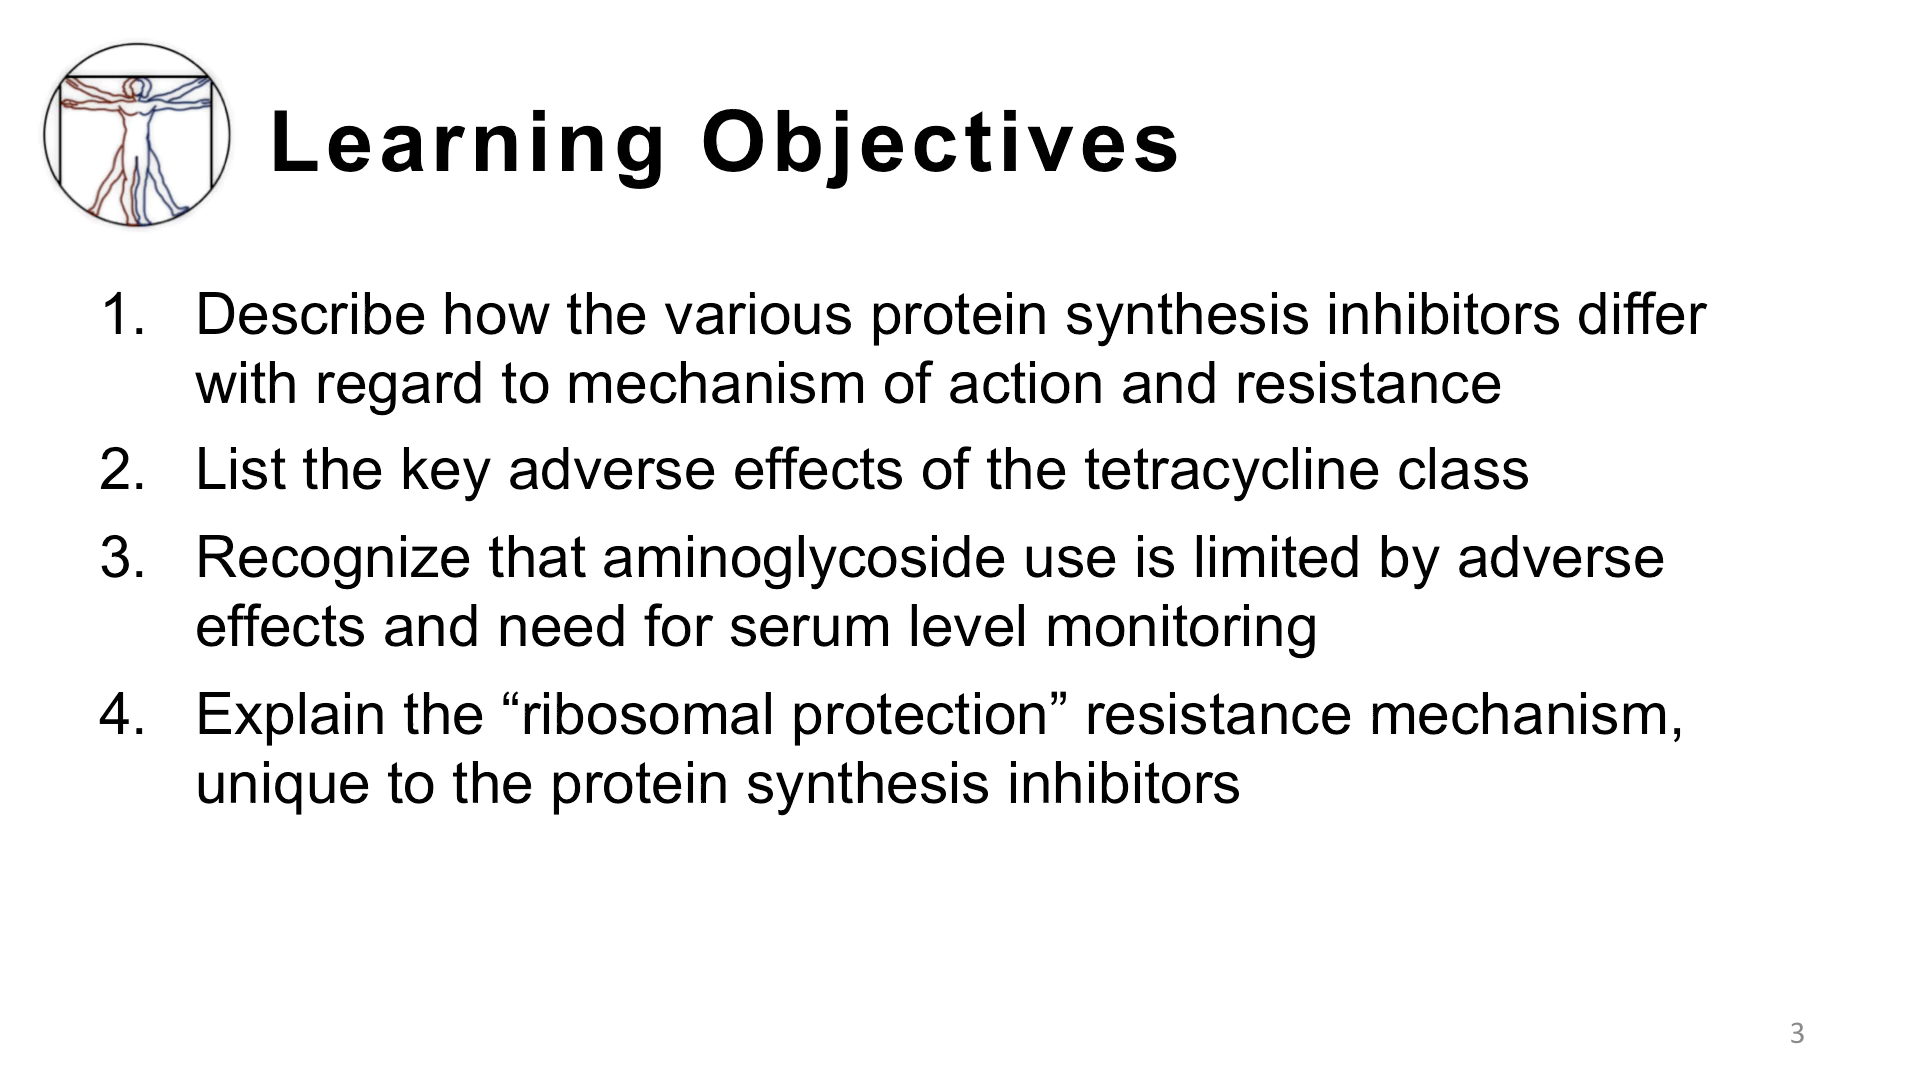 Learning Objectives
1. Describe how the various protein synthesis inhibitors differ
with regard to mechanism of action and resistance
2. List the key adverse effects of the tetracycline class
3. Recognize that aminoglycoside use is limited by adverse
effects and need for serum level monitoring
4. Explain the “ribosomal protection” resistance mechanism,
unique to the protein synthesis inhibitors
3